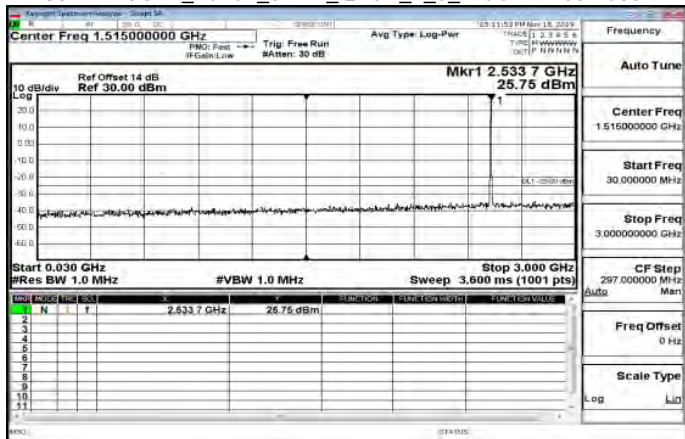 Keysight Spectrum Analyzer - Swept SA
Center Freq 1.515000000 GHz
PNO: Fast
IFGain:Low
Trig: Free Run
#Atten: 30 dB
Avg Type: Log-Pwr
05:11:53 PM Nov 18, 2019
TRACE 1 2 3 4 5 6
TYPE M WWWWW
DET P N N N N N
Ref Offset 14 dB
10 dB/div Ref 30.00 dBm
Log
Mkr1 2.533 7 GHz
25.75 dBm
1
20.0
10.0
0.00
-10.0
-20.0
-30.0
-40.0
-50.0
-60.0
DL1 -25.00 dBm
Start 0.030 GHz
Stop 3.000 GHz
#Res BW 1.0 MHz #VBW 1.0 MHz Sweep 3.600 ms (1001 pts)
MKR MODE TRC SCL X Y FUNCTION FUNCTION WIDTH FUNCTION VALUE
1 N 1 f 2.533 7 GHz 25.75 dBm
2
3
4
5
6
7
8
9
10
11
MSG
STATUS
Frequency
Auto Tune
Center Freq
1.515000000 GHz
Start Freq
30.000000 MHz
Stop Freq
3.000000000 GHz
CF Step
297.000000 MHz
Auto Man
Freq Offset
0 Hz
Scale Type
Log Lin